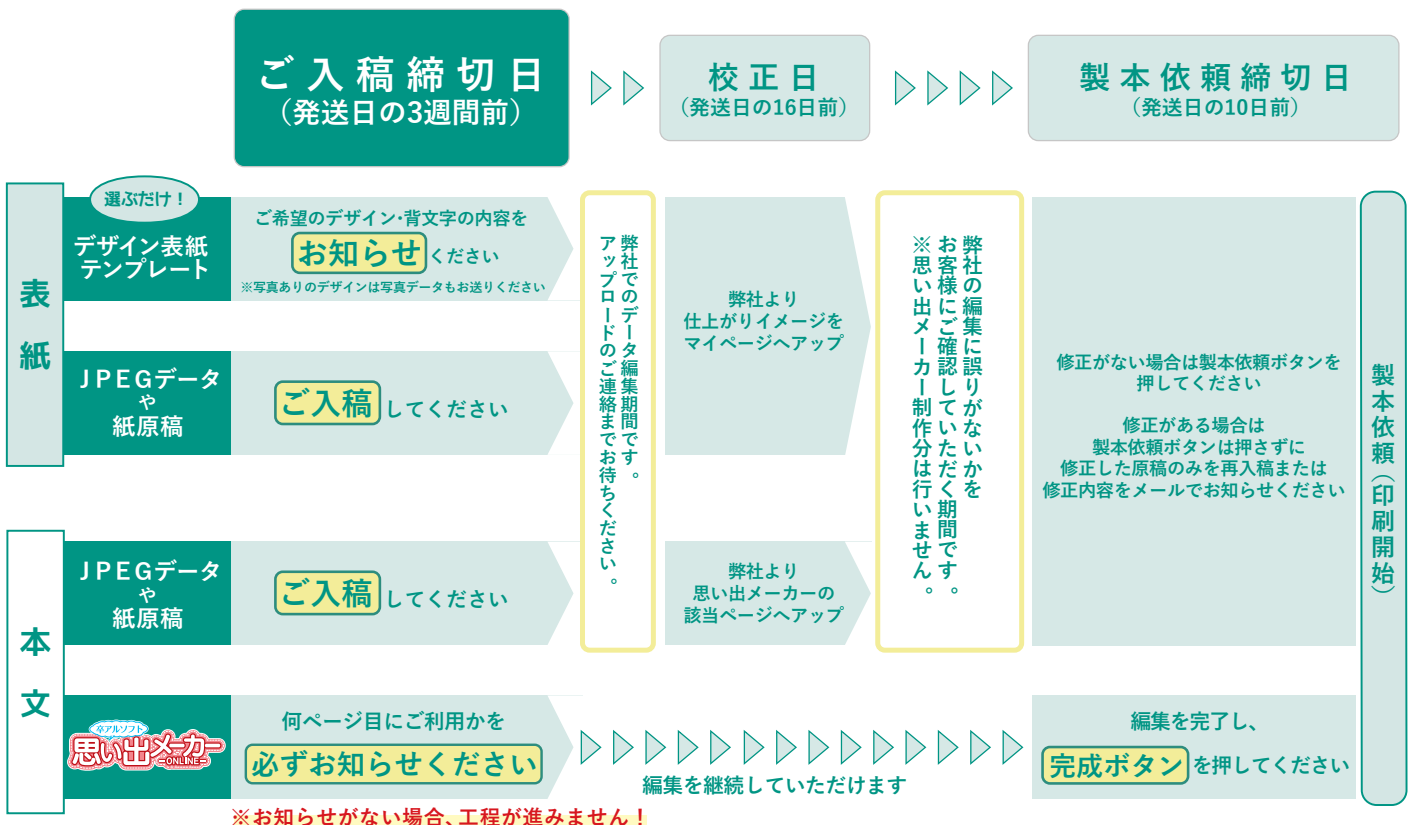 ご入稿締切日
（発送日の3週間前）
校正日
（発送日の16日前）
製本依頼締切日
（発送日の10日前）
表紙
選ぶだけ！
デザイン表紙
テンプレート
ご希望のデザイン・背文字の内容を
お知らせください
※写真ありのデザインは写真データもお送りください
JPEGデータ
や
紙原稿
ご入稿してください
弊社でのデータ編集期間です。
アップロードのご連絡までお待ちください。
弊社より
仕上がりイメージを
マイページへアップ
弊社の編集に誤りがないかを
お客様にご確認していただく期間です。
※思い出メーカー制作分は行いません。
修正がない場合は製本依頼ボタンを
押してください
修正がある場合は
製本依頼ボタンは押さずに
修正した原稿のみを再入稿または
修正内容をメールでお知らせください
製本依頼（印刷開始）
本文
JPEGデータ
や
紙原稿
ご入稿してください
弊社より
思い出メーカーの
該当ページへアップ
卒アルソフト
思い出メーカー
-ONLINE-
何ページ目にご利用かを
必ずお知らせください
編集を継続していただけます
編集を完了し、
完成ボタンを押してください
※お知らせがない場合、工程が進みません！